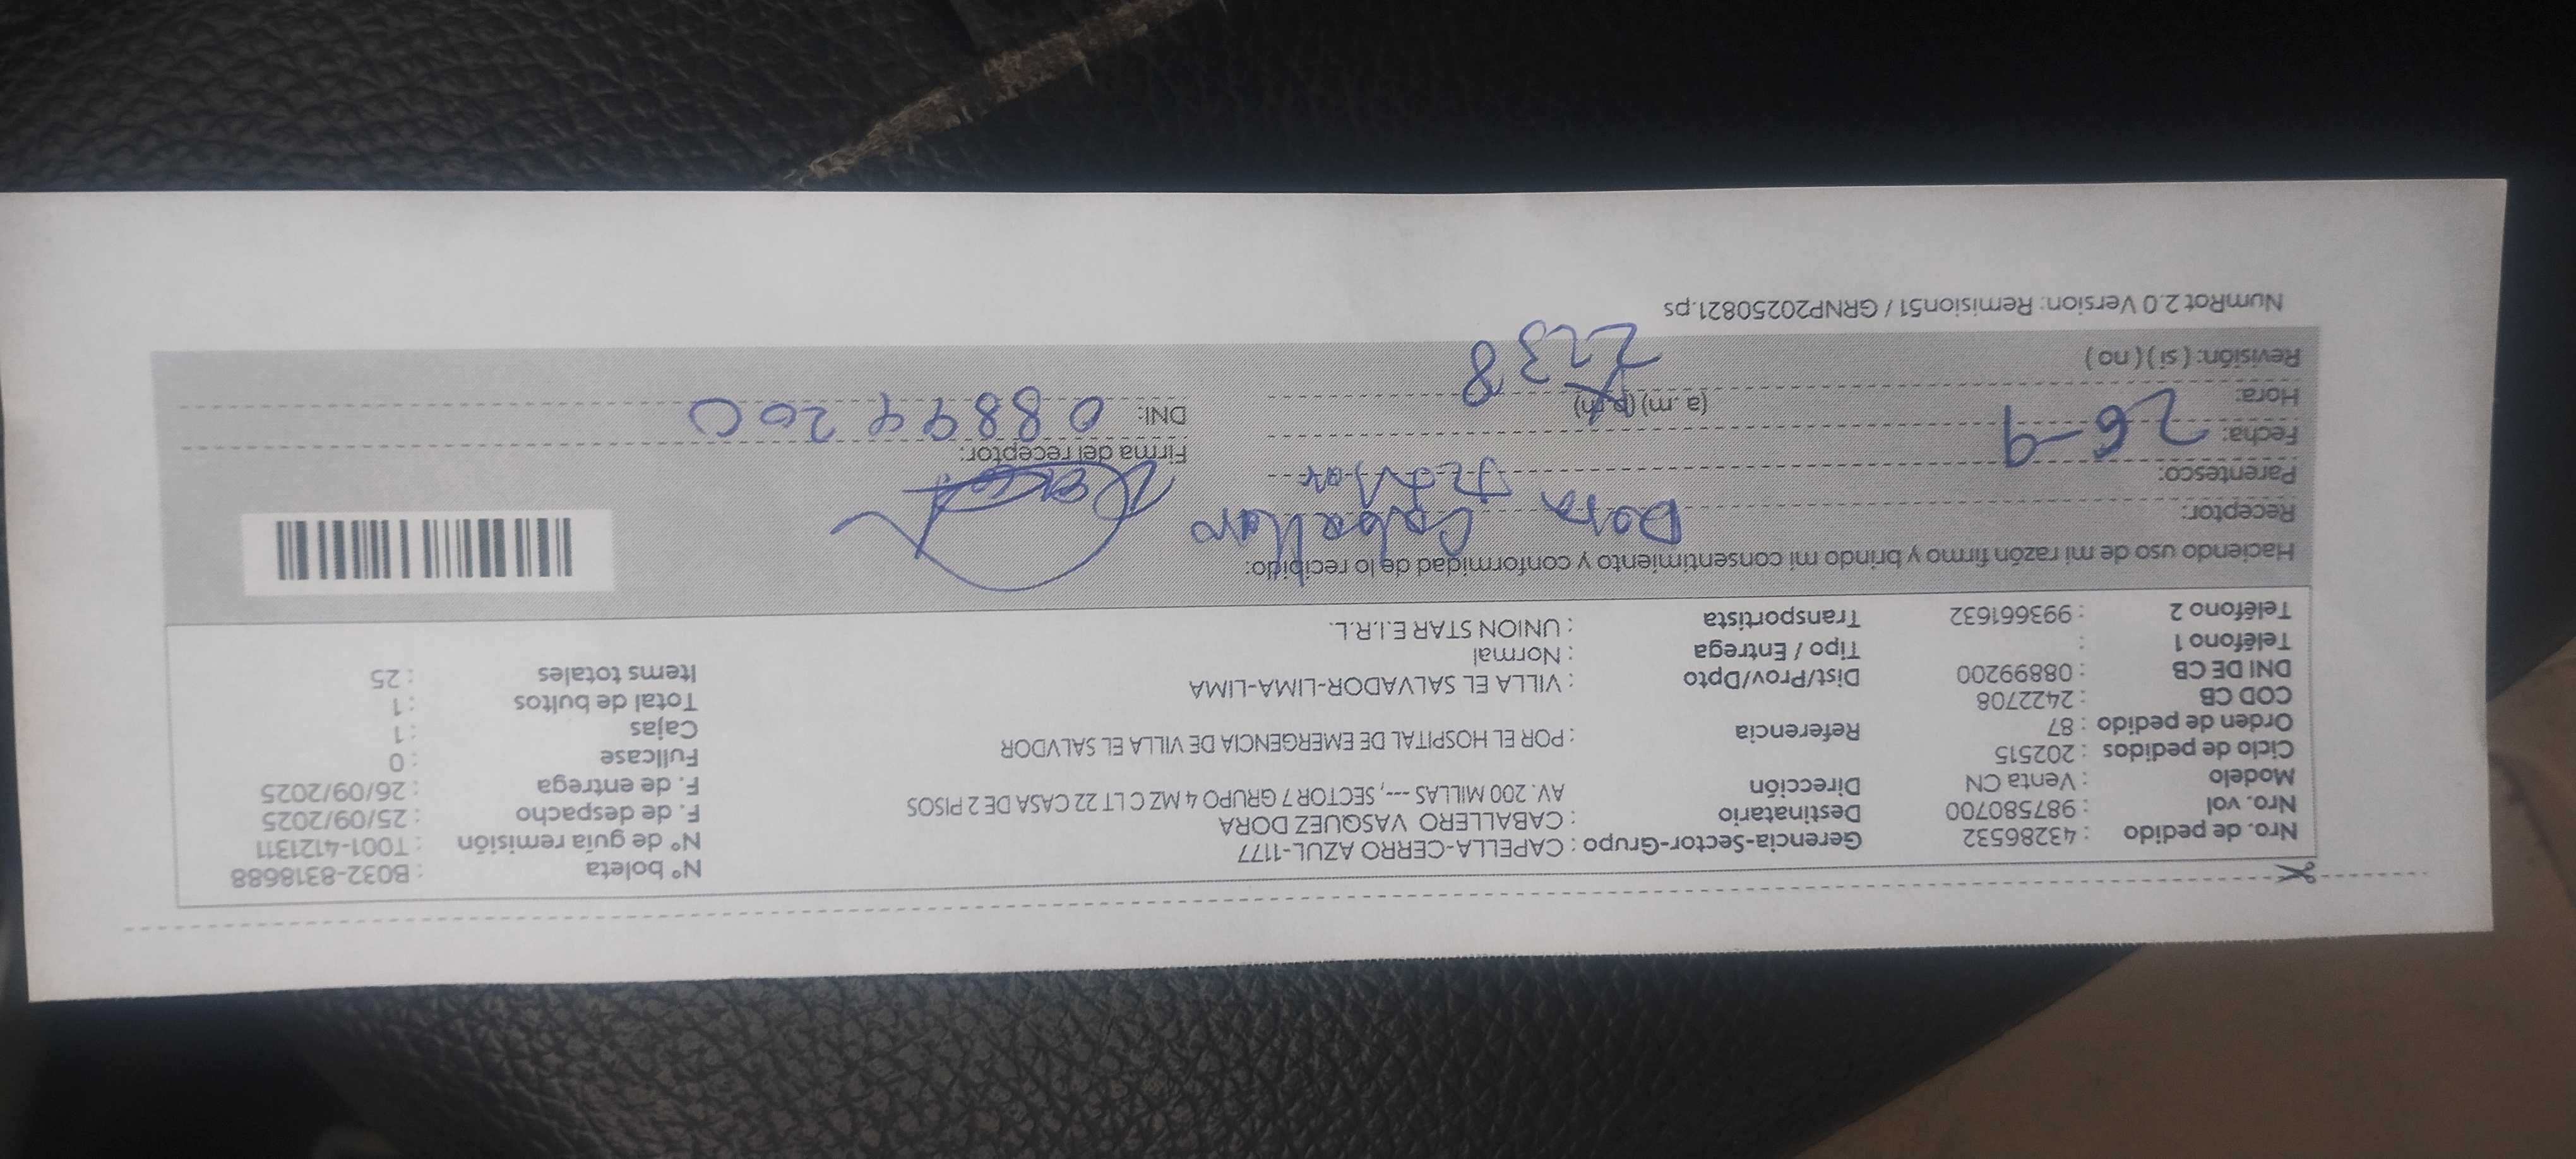 Nro. de pedido : 43286532
Nro. vol : 987580700
Modelo : Venta CN
Ciclo de pedidos : 202515
Orden de pedido : 87
COD CB : 2422708
DNI DE CB : 08899200
Teléfono 1 :
Teléfono 2 : 993661632
Gerencia-Sector-Grupo : CAPELLA-CERRO AZUL-1177
Destinatario : CABALLERO VASQUEZ DORA
Dirección AV. 200 MILLAS ---, SECTOR 7 GRUPO 4 MZ C LT 22 CASA DE 2 PISOS
Referencia : POR EL HOSPITAL DE EMERGENCIA DE VILLA EL SALVDOR
Dist/Prov/Dpto : VILLA EL SALVADOR-LIMA-LIMA
Tipo / Entrega : Normal
Transportista : UNION STAR E.I.R.L.
N° boleta : B032-8318688
N° de guía remisión : T001-4121311
F. de despacho : 25/09/2025
F. de entrega : 26/09/2025
Fullcase : 0
Cajas : 1
Total de bultos : 1
Items totales : 25
Haciendo uso de mi razón firmo y brindo mi consentimiento y conformidad de lo recibido:
Receptor: Dora Caballero
Parentesco:
Fecha: 26-9
Hora: (a.m) (p.m) 2238
Revisión: ( si ) ( no )
Firma del receptor:
DNI:
NumRot 2.0 Version: Remision51 / GRNP20250821.ps